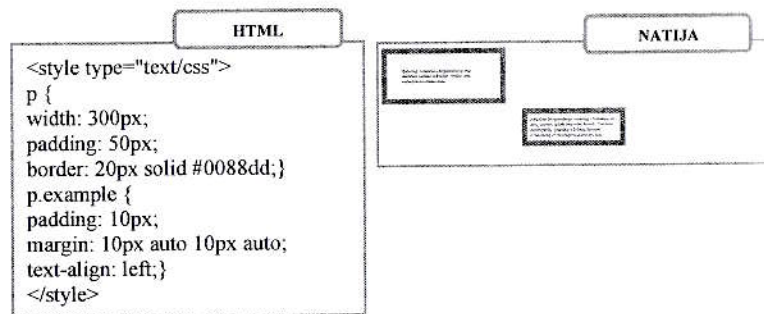 HTML
<style type="text/css">
p {
width: 300px;
padding: 50px;
border: 20px solid #0088dd;}
p.example {
padding: 10px;
margin: 10px auto 10px auto;
text-align: left;}
</style>
NATIJA